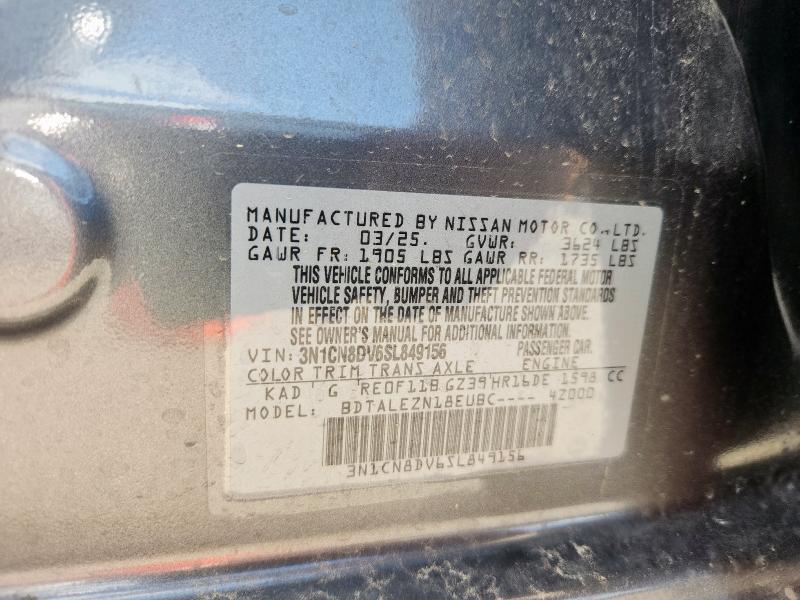 MANUFACTURED BY NISSAN MOTOR CO.,LTD.
DATE: 03/25. GVWR: 3624 LBS
GAWR FR: 1905 LBS GAWR RR: 1735 LBS
THIS VEHICLE CONFORMS TO ALL APPLICABLE FEDERAL MOTOR
VEHICLE SAFETY, BUMPER AND THEFT PREVENTION STANDARDS
IN EFFECT ON THE DATE OF MANUFACTURE SHOWN ABOVE.
SEE OWNER'S MANUAL FOR ADDITIONAL INFORMATION.
VIN: 3N1CN8DV6SL849156 PASSENGER CAR.
COLOR TRIM TRANS AXLE ENGINE
KAD G RE0F11B GZ39 HR16DE 1598 CC
MODEL: BDTALEZN18EUBC---- 4Z000
3N1CN8DV6SL849156